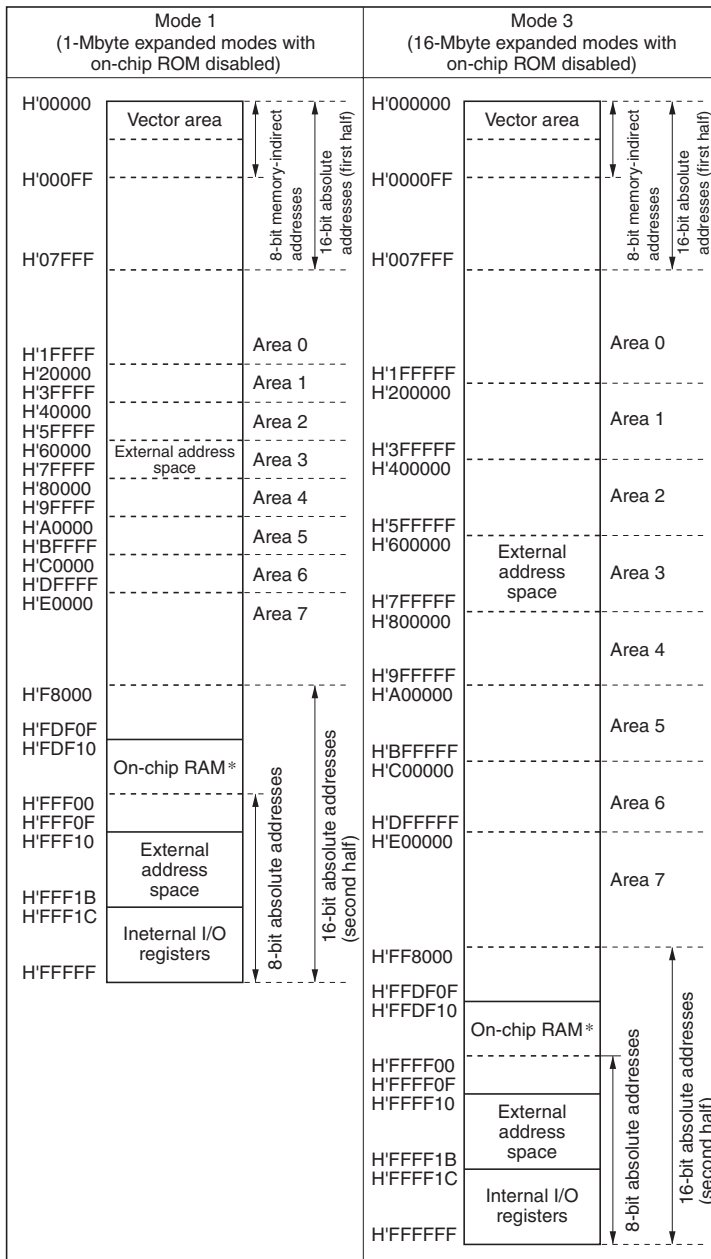 Mode 1
(1-Mbyte expanded modes with
on-chip ROM disabled)
H'00000
Vector area
H'000FF
8-bit memory-indirect
addresses
16-bit absolute
addresses (first half)
H'07FFF
H'1FFFF
Area 0
H'20000
H'3FFFF
Area 1
H'40000
H'5FFFF
Area 2
H'60000
H'7FFFF
External address
space
Area 3
H'80000
H'9FFFF
Area 4
H'A0000
H'BFFFF
Area 5
H'C0000
H'DFFFF
Area 6
H'E0000
Area 7
H'F8000
H'FDF0F
H'FDF10
On-chip RAM*
H'FFF00
H'FFF0F
H'FFF10
External
address
space
H'FFF1B
H'FFF1C
Ineternal I/O
registers
H'FFFFF
8-bit absolute addresses
16-bit absolute addresses
(second half)
Mode 3
(16-Mbyte expanded modes with
on-chip ROM disabled)
H'000000
Vector area
H'0000FF
8-bit memory-indirect
addresses
16-bit absolute
addresses (first half)
H'007FFF
Area 0
H'1FFFFF
H'200000
Area 1
H'3FFFFF
H'400000
Area 2
H'5FFFFF
H'600000
External
address
space
Area 3
H'7FFFFF
H'800000
Area 4
H'9FFFFF
H'A00000
Area 5
H'BFFFFF
H'C00000
Area 6
H'DFFFFF
H'E00000
Area 7
H'FF8000
H'FFDF0F
H'FFDF10
On-chip RAM*
H'FFFF00
H'FFFF0F
H'FFFF10
External
address
space
H'FFFF1B
H'FFFF1C
Internal I/O
registers
H'FFFFFF
8-bit absolute addresses
16-bit absolute addresses
(second half)